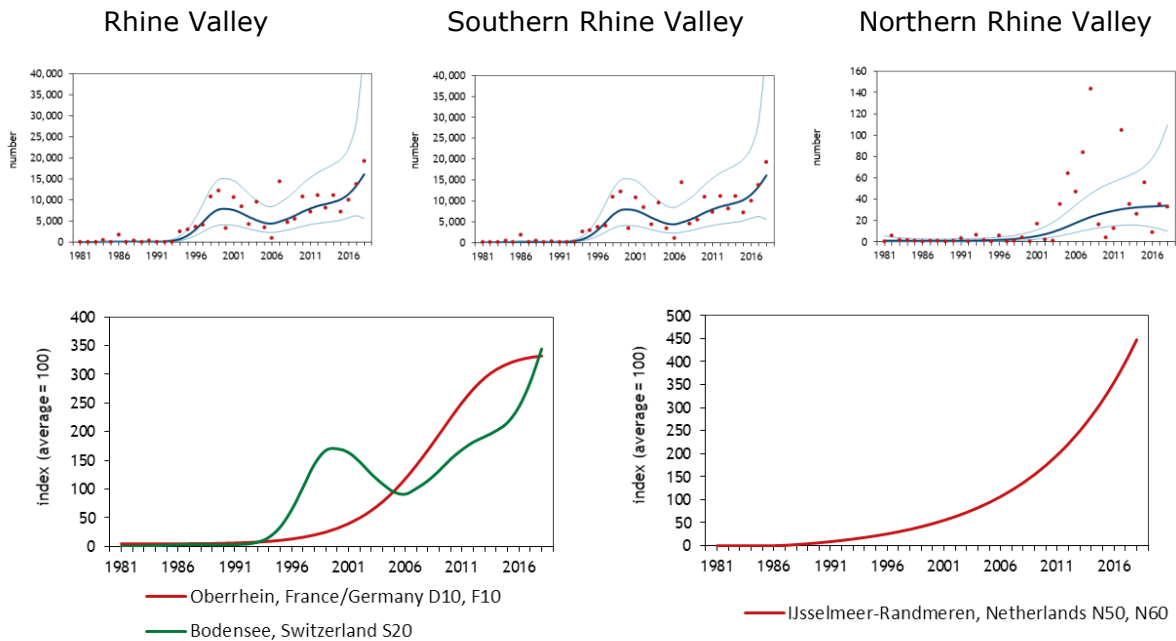 Rhine Valley
Southern Rhine Valley
Northern Rhine Valley
40,000
35,000
30,000
25,000
20,000
15,000
10,000
5,000
0
number
1981 1986 1991 1996 2001 2006 2011 2016
40,000
35,000
30,000
25,000
20,000
15,000
10,000
5,000
0
number
1981 1986 1991 1996 2001 2006 2011 2016
160
140
120
100
80
60
40
20
0
number
1981 1986 1991 1996 2001 2006 2011 2016
400
350
300
250
200
150
100
50
0
index (average = 100)
1981 1986 1991 1996 2001 2006 2011 2016
Oberrhein, France/Germany D10, F10
Bodensee, Switzerland S20
500
450
400
350
300
250
200
150
100
50
0
index (average = 100)
1981 1986 1991 1996 2001 2006 2011 2016
IJsselmeer-Randmeren, Netherlands N50, N60